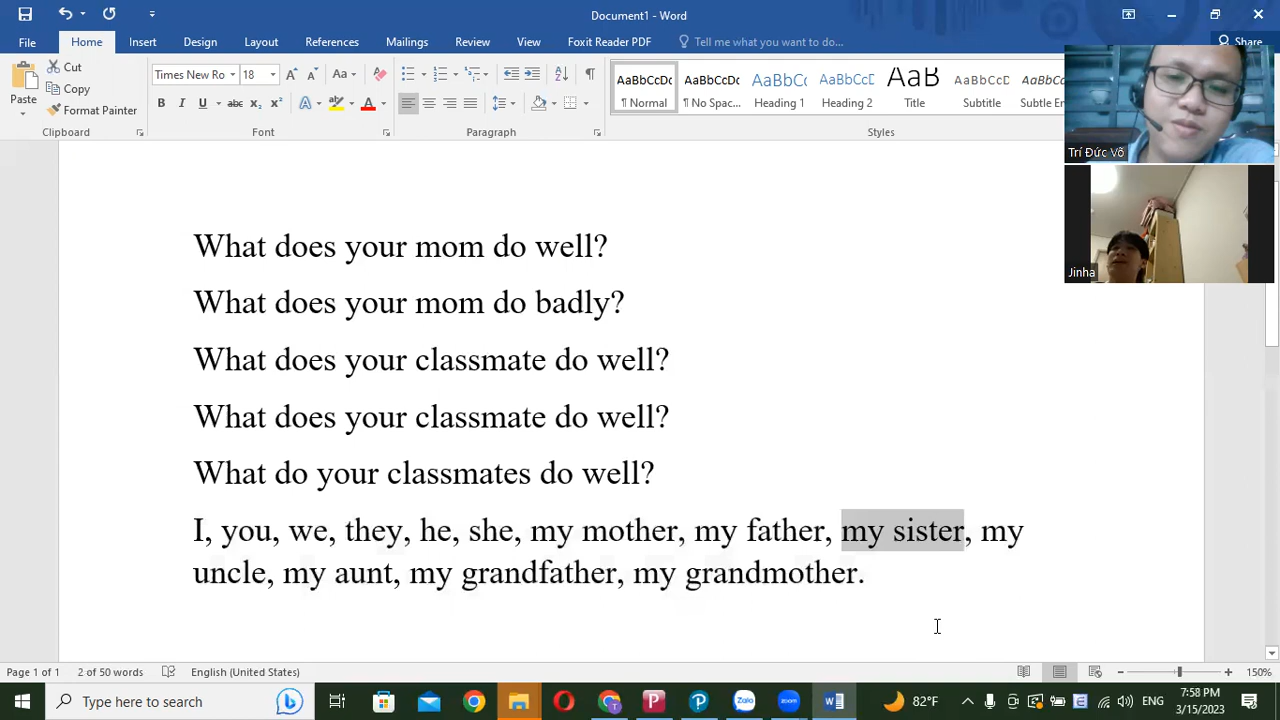 Document1 - Word
File Home Insert Design Layout References Mailings Review View Foxit Reader PDF Tell me what you want to do... Share
Paste Cut Copy Format Painter
Times New Ro 18
AaBbCcDc AaBbCcDc AaBbCc AaBbCcD AaB AaBbCcD AaBbCcD
¶ Normal ¶ No Spac... Heading Heading 2 Title Subtitle Subtle Em
Clipboard Font Paragraph Styles
Trí Đức Võ
Jinha
What does your mom do well?
What does your mom do badly?
What does your classmate do well?
What does your classmate do well?
What do your classmates do well?
I, you, we, they, he, she, my mother, my father, my sister, my
uncle, my aunt, my grandfather, my grandmother.
Page 1 of 1 2 of 50 words English (United States) 150%
Type here to search Zalo zoom 82°F ENG 7:58 PM
3/15/2023